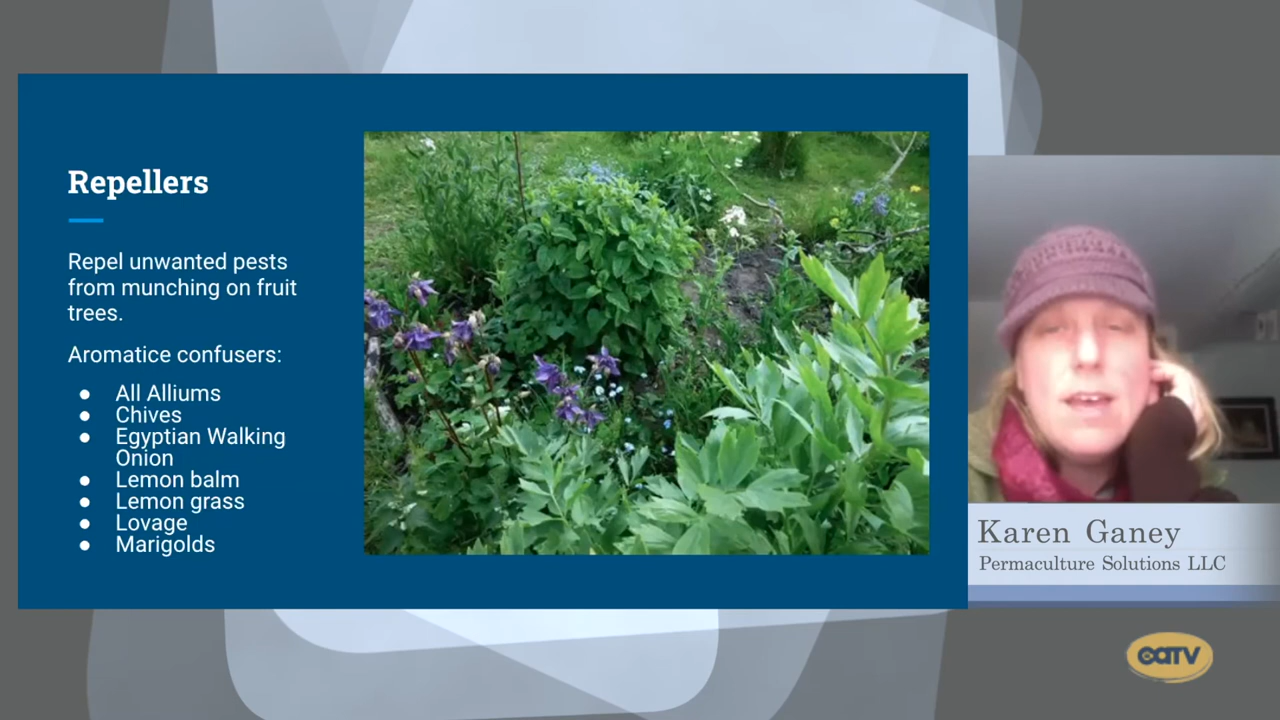 Repellers
Repel unwanted pests
from munching on fruit
trees.
Aromatice confusers:
● All Alliums
● Chives
● Egyptian Walking
Onion
● Lemon balm
● Lemon grass
● Lovage
● Marigolds
Karen Ganey
Permaculture Solutions LLC
CATV